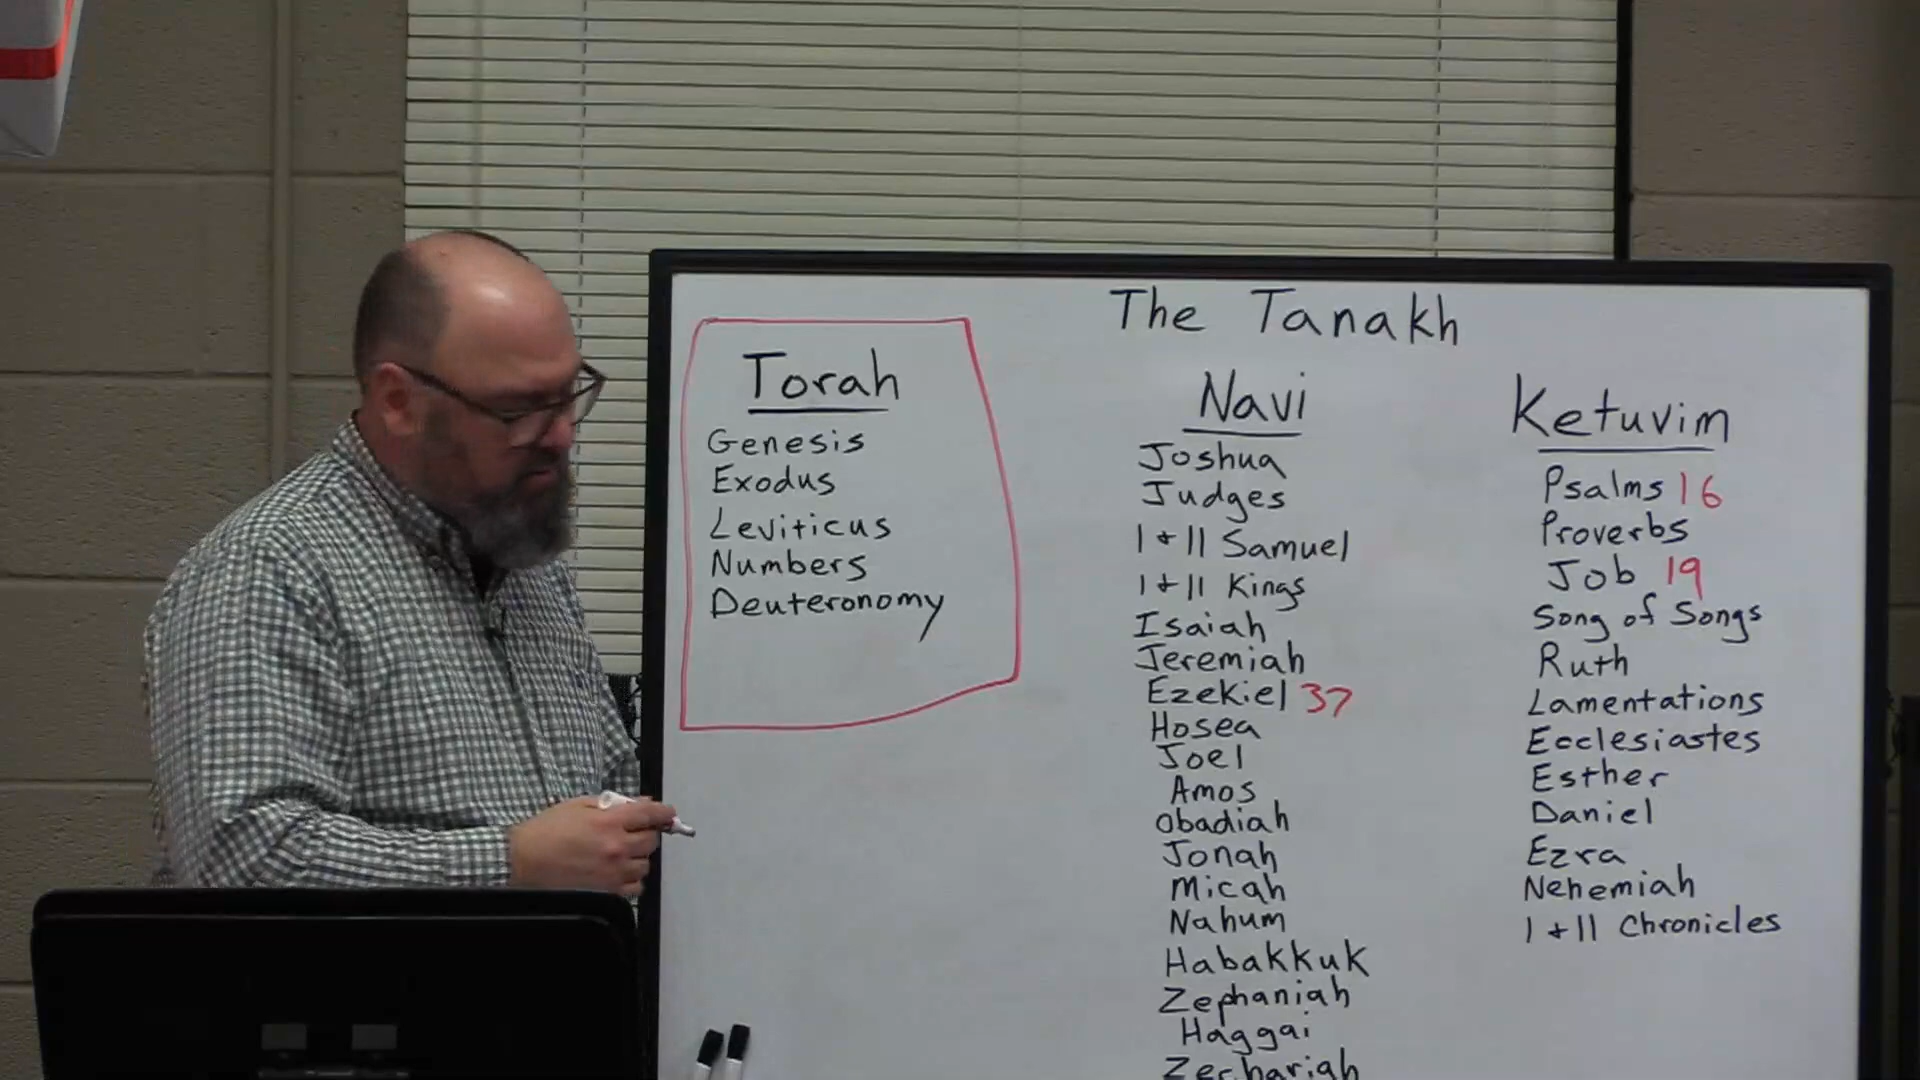 The Tanakh
Torah
Genesis
Exodus
Leviticus
Numbers
Deuteronomy
Navi
Joshua
Judges
I + II Samuel
I + II Kings
Isaiah
Jeremiah
Ezekiel 37
Hosea
Joel
Amos
Obadiah
Jonah
Micah
Nahum
Habakkuk
Zephaniah
Haggai
Zechariah
Ketuvim
Psalms 16
Proverbs
Job 19
Song of Songs
Ruth
Lamentations
Ecclesiastes
Esther
Daniel
Ezra
Nehemiah
I + II Chronicles